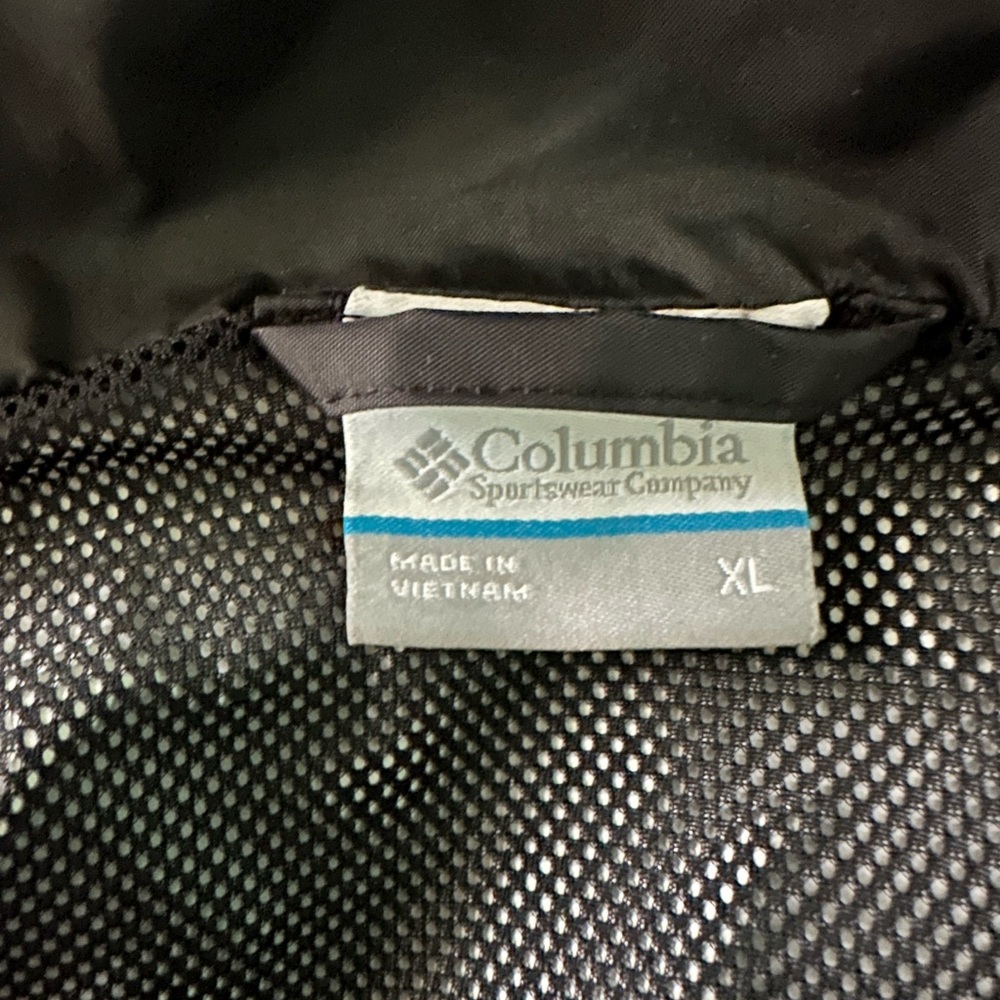 Columbia
Sportswear Company
MADE IN
VIETNAM
XL